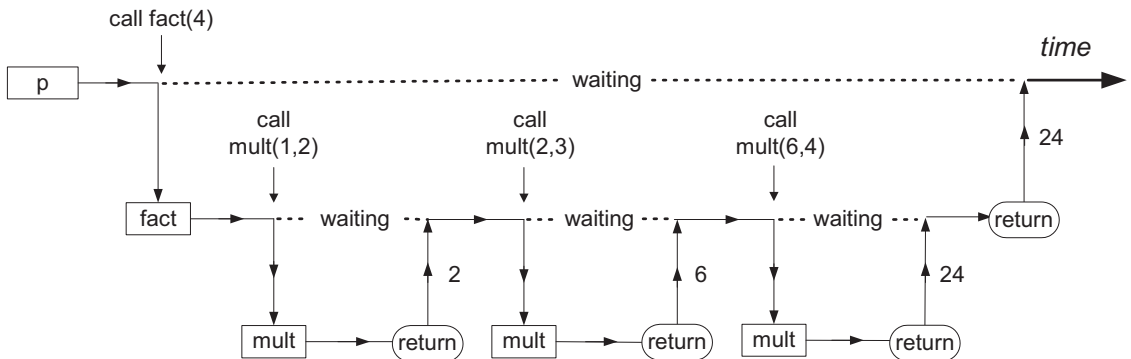 call fact(4)
time
p
waiting
call
mult(1,2)
call
mult(2,3)
call
mult(6,4)
24
fact
waiting
waiting
waiting
return
2
6
24
mult
return
mult
return
mult
return